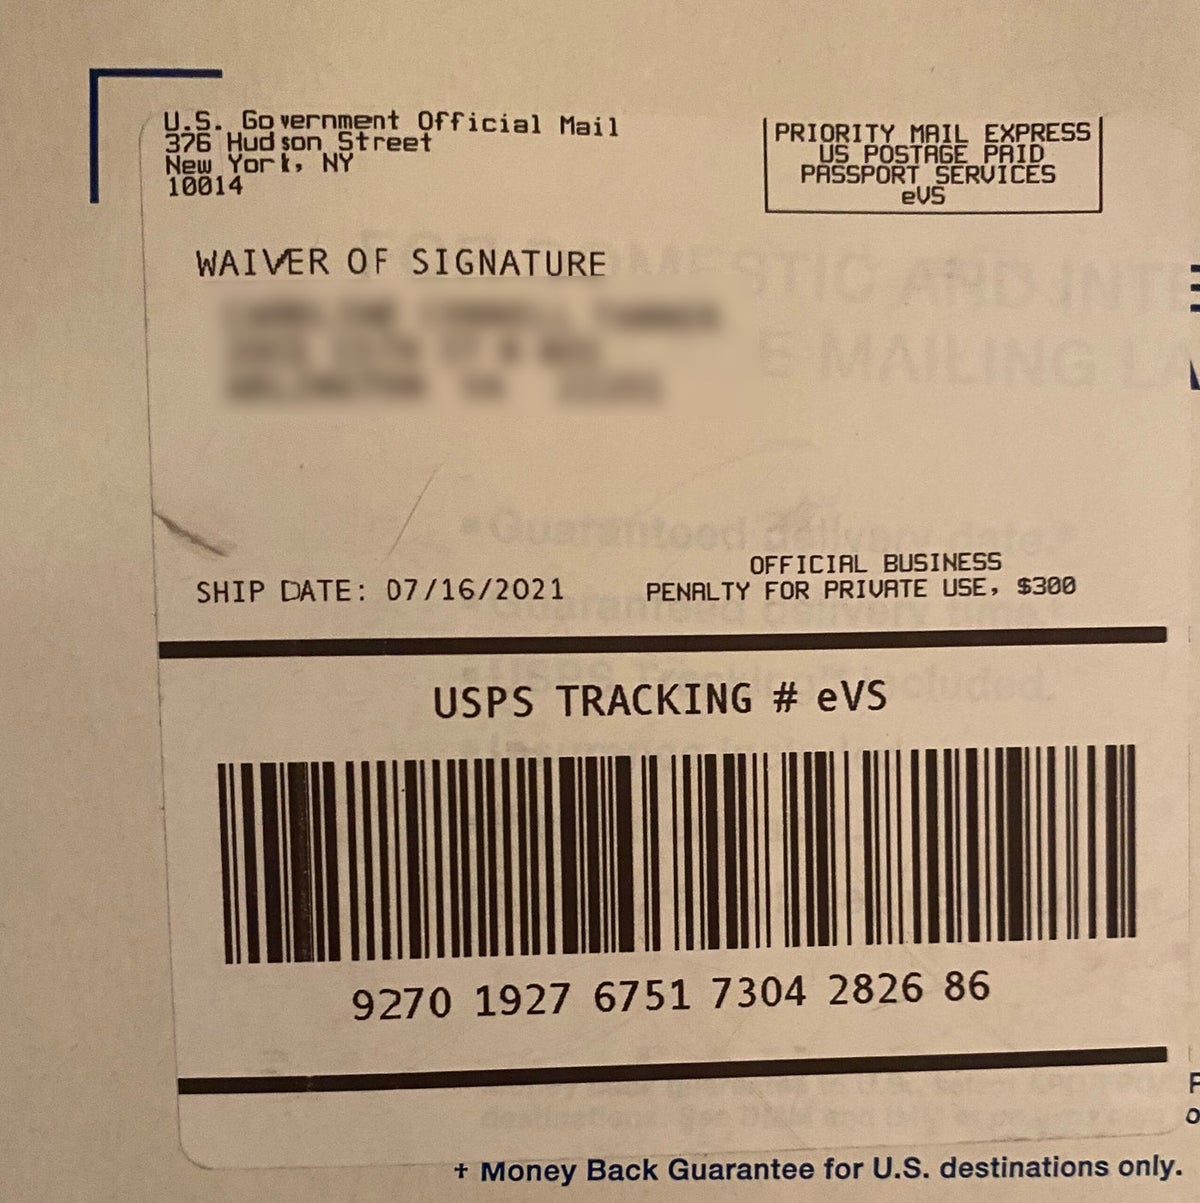 U.S. Government Official Mail
376 Hudson Street
New York, NY
10014
PRIORITY MAIL EXPRESS
US POSTAGE PAID
PASSPORT SERVICES
eVS
WAIVER OF SIGNATURE
OFFICIAL BUSINESS
SHIP DATE: 07/16/2021
PENALTY FOR PRIVATE USE, $300
USPS TRACKING # eVS
9270 1927 6751 7304 2826 86
+ Money Back Guarantee for U.S. destinations only.